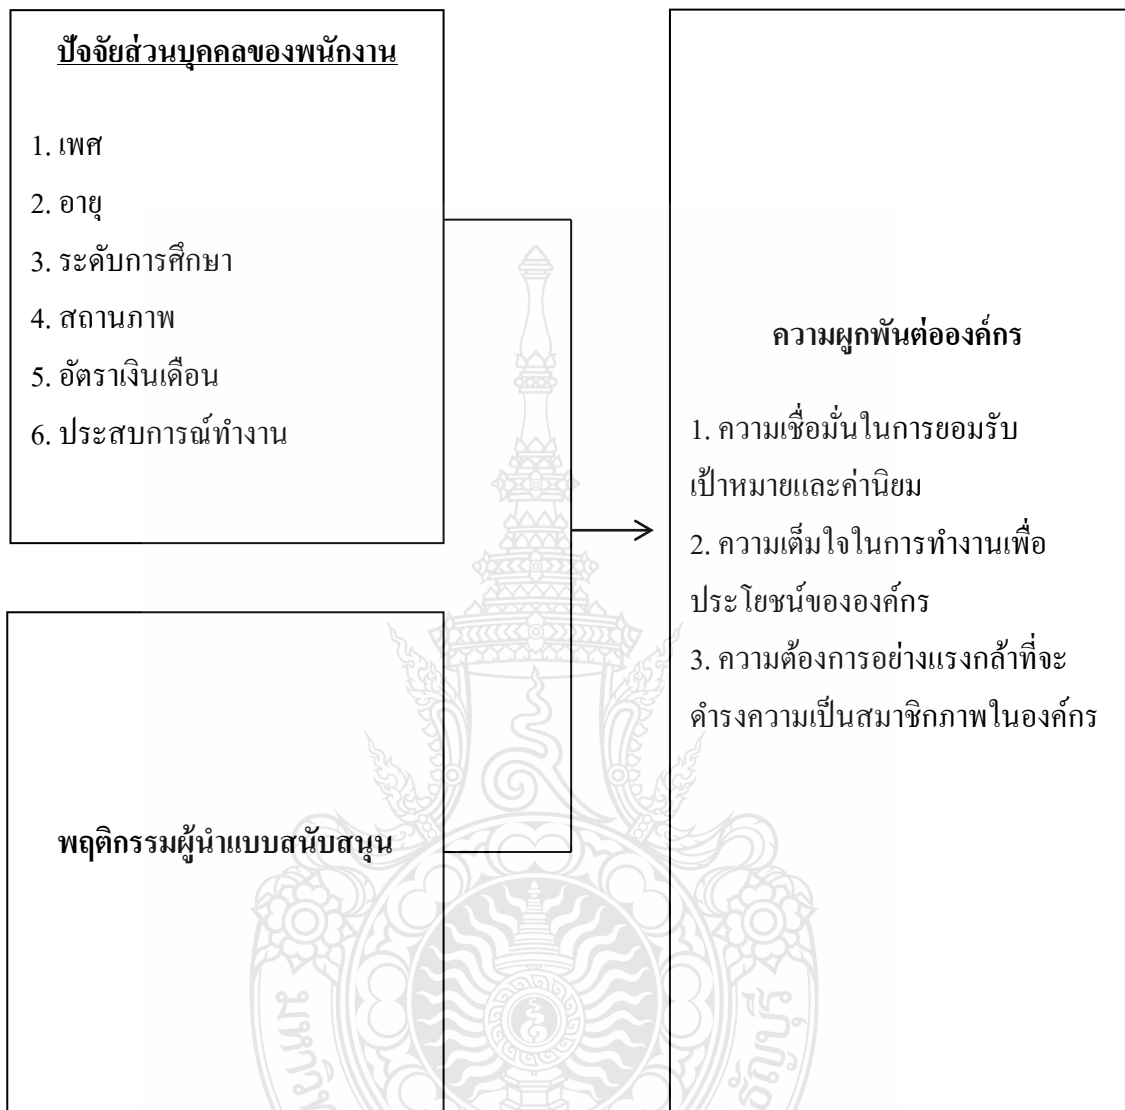 ปัจจัยส่วนบุคคลของพนักงาน
1. เพศ
2. อายุ
3. ระดับการศึกษา
4. สถานภาพ
5. อัตราเงินเดือน
6. ประสบการณ์ทำงาน
พฤติกรรมผู้นำแบบสนับสนุน
ความผูกพันต่อองค์กร
1. ความเชื่อมั่นในการยอมรับ
เป้าหมายและค่านิยม
2. ความเต็มใจในการทำงานเพื่อ
ประโยชน์ขององค์กร
3. ความต้องการอย่างแรงกล้าที่จะ
ดำรงความเป็นสมาชิกภาพในองค์กร